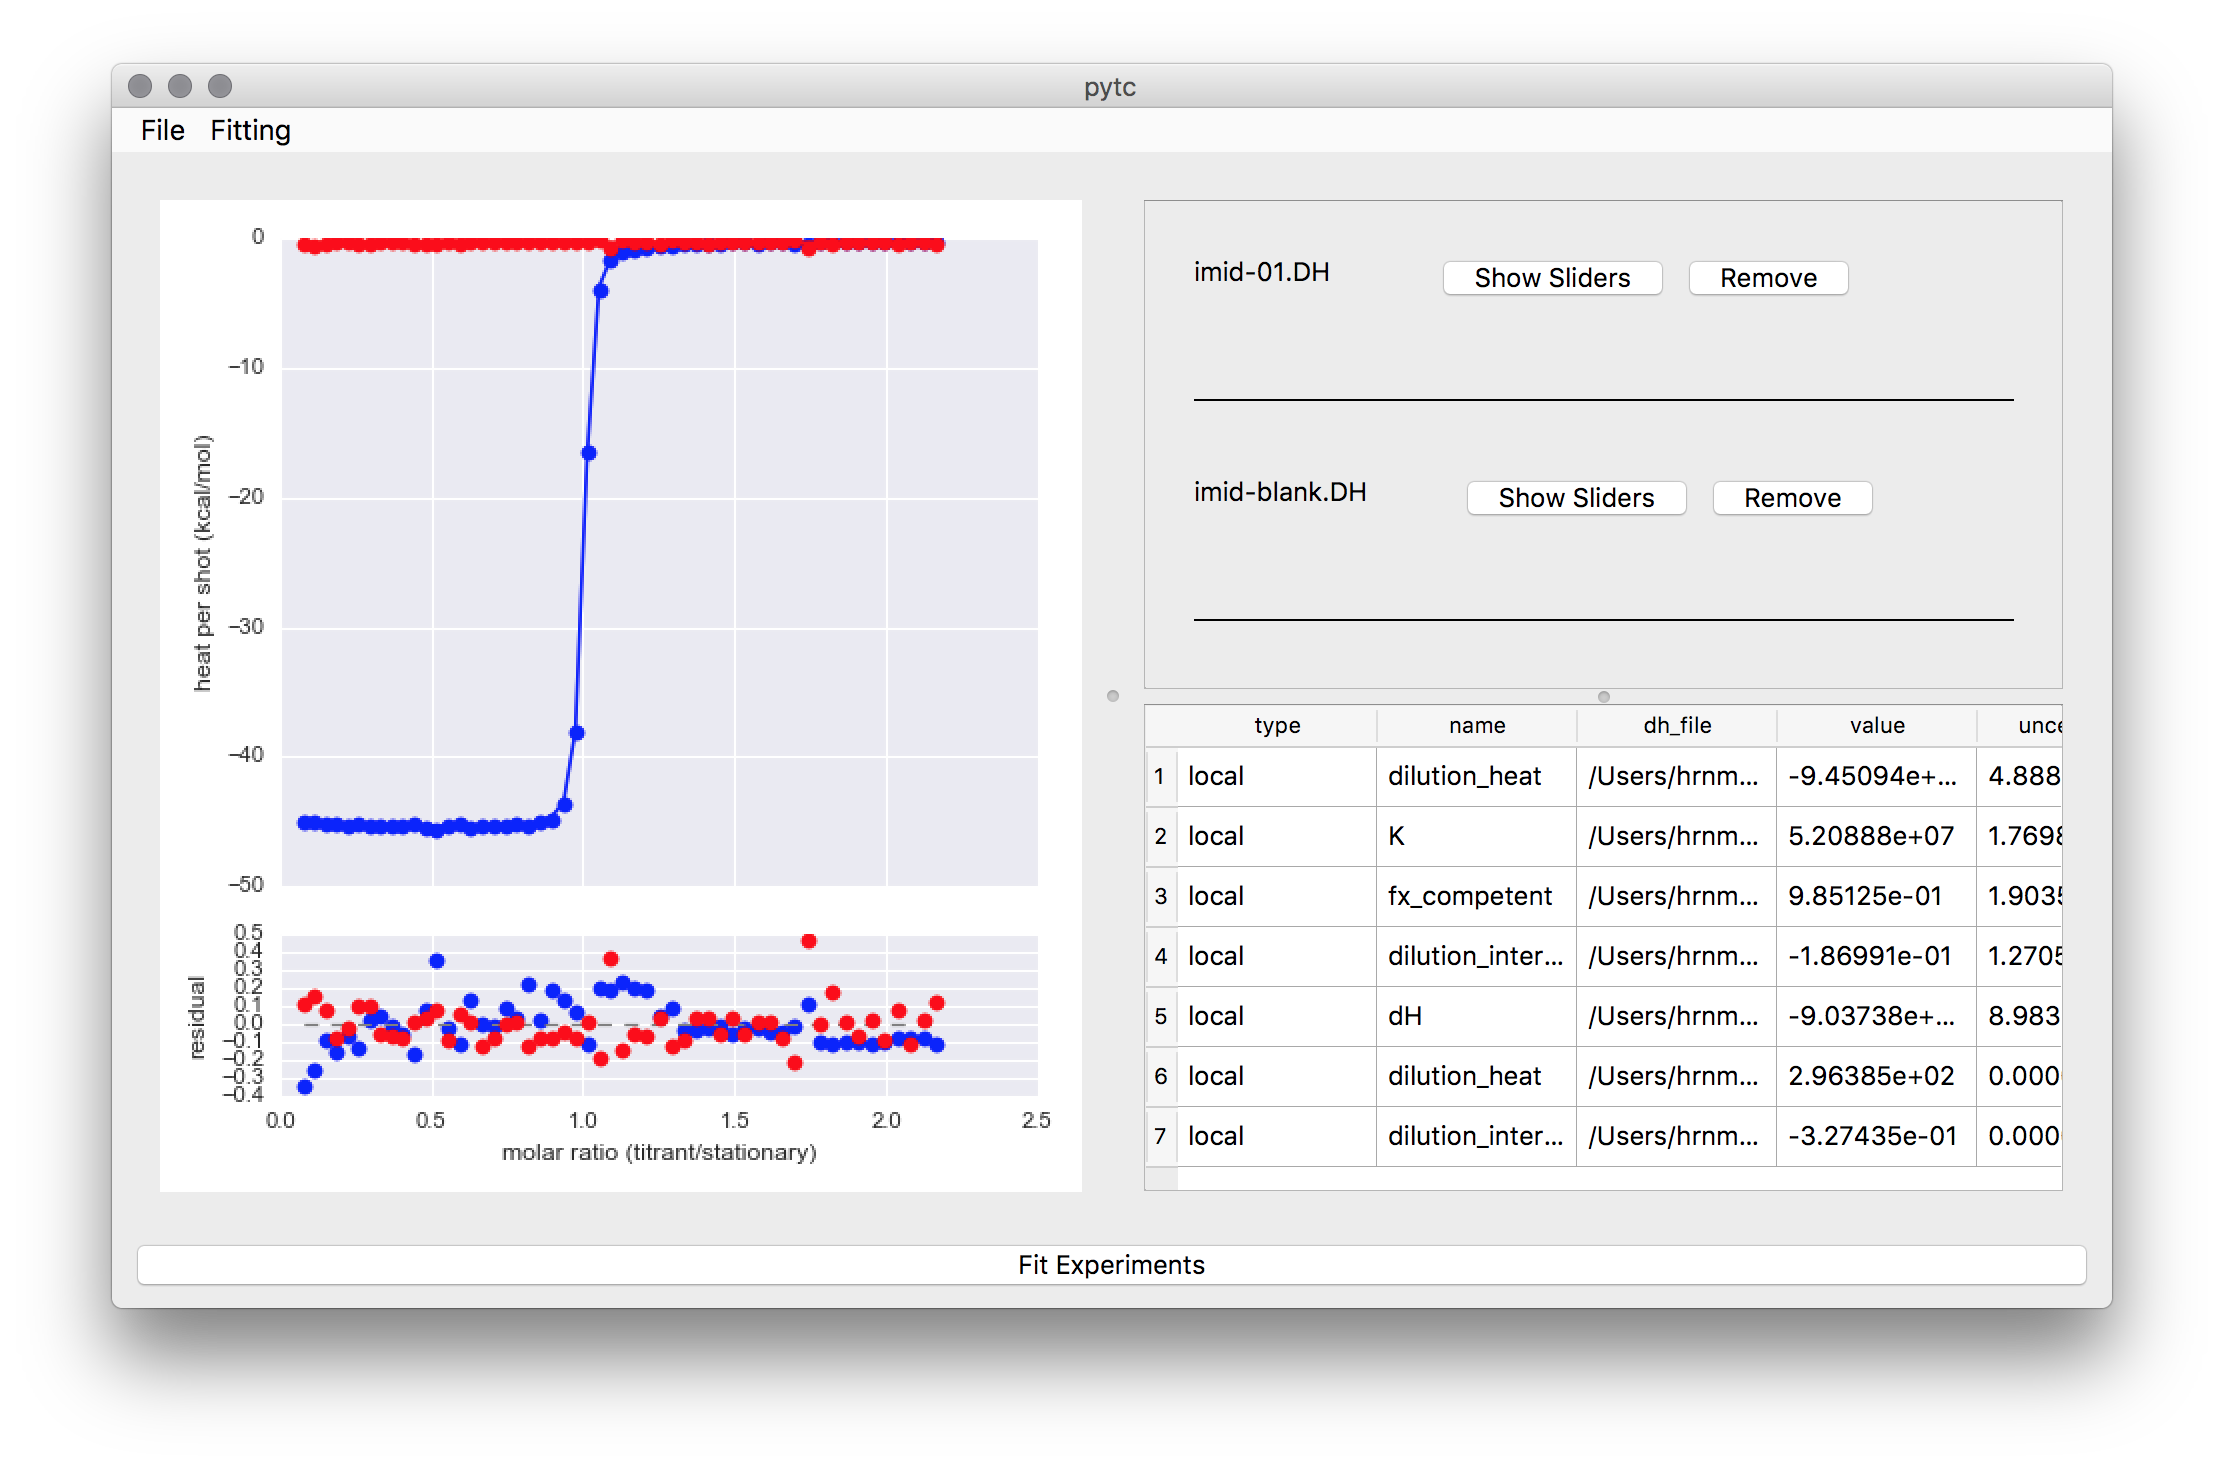 pytc
File Fitting
0
−10
−20
−30
−40
−50
heat per shot (kcal/mol)
0.5
0.4
0.3
0.2
0.1
0.0
−0.1
−0.2
−0.3
−0.4
residual
0.0 0.5 1.0 1.5 2.0 2.5
molar ratio (titrant/stationary)
imid-01.DH Show Sliders Remove
imid-blank.DH Show Sliders Remove
type name dh_file value unce
1 local dilution_heat /Users/hrnm... -9.45094e+... 4.888
2 local K /Users/hrnm... 5.20888e+07 1.7698
3 local fx_competent /Users/hrnm... 9.85125e-01 1.9035
4 local dilution_inter... /Users/hrnm... -1.86991e-01 1.2705
5 local dH /Users/hrnm... -9.03738e+... 8.983
6 local dilution_heat /Users/hrnm... 2.96385e+02 0.000
7 local dilution_inter... /Users/hrnm... -3.27435e-01 0.000
Fit Experiments